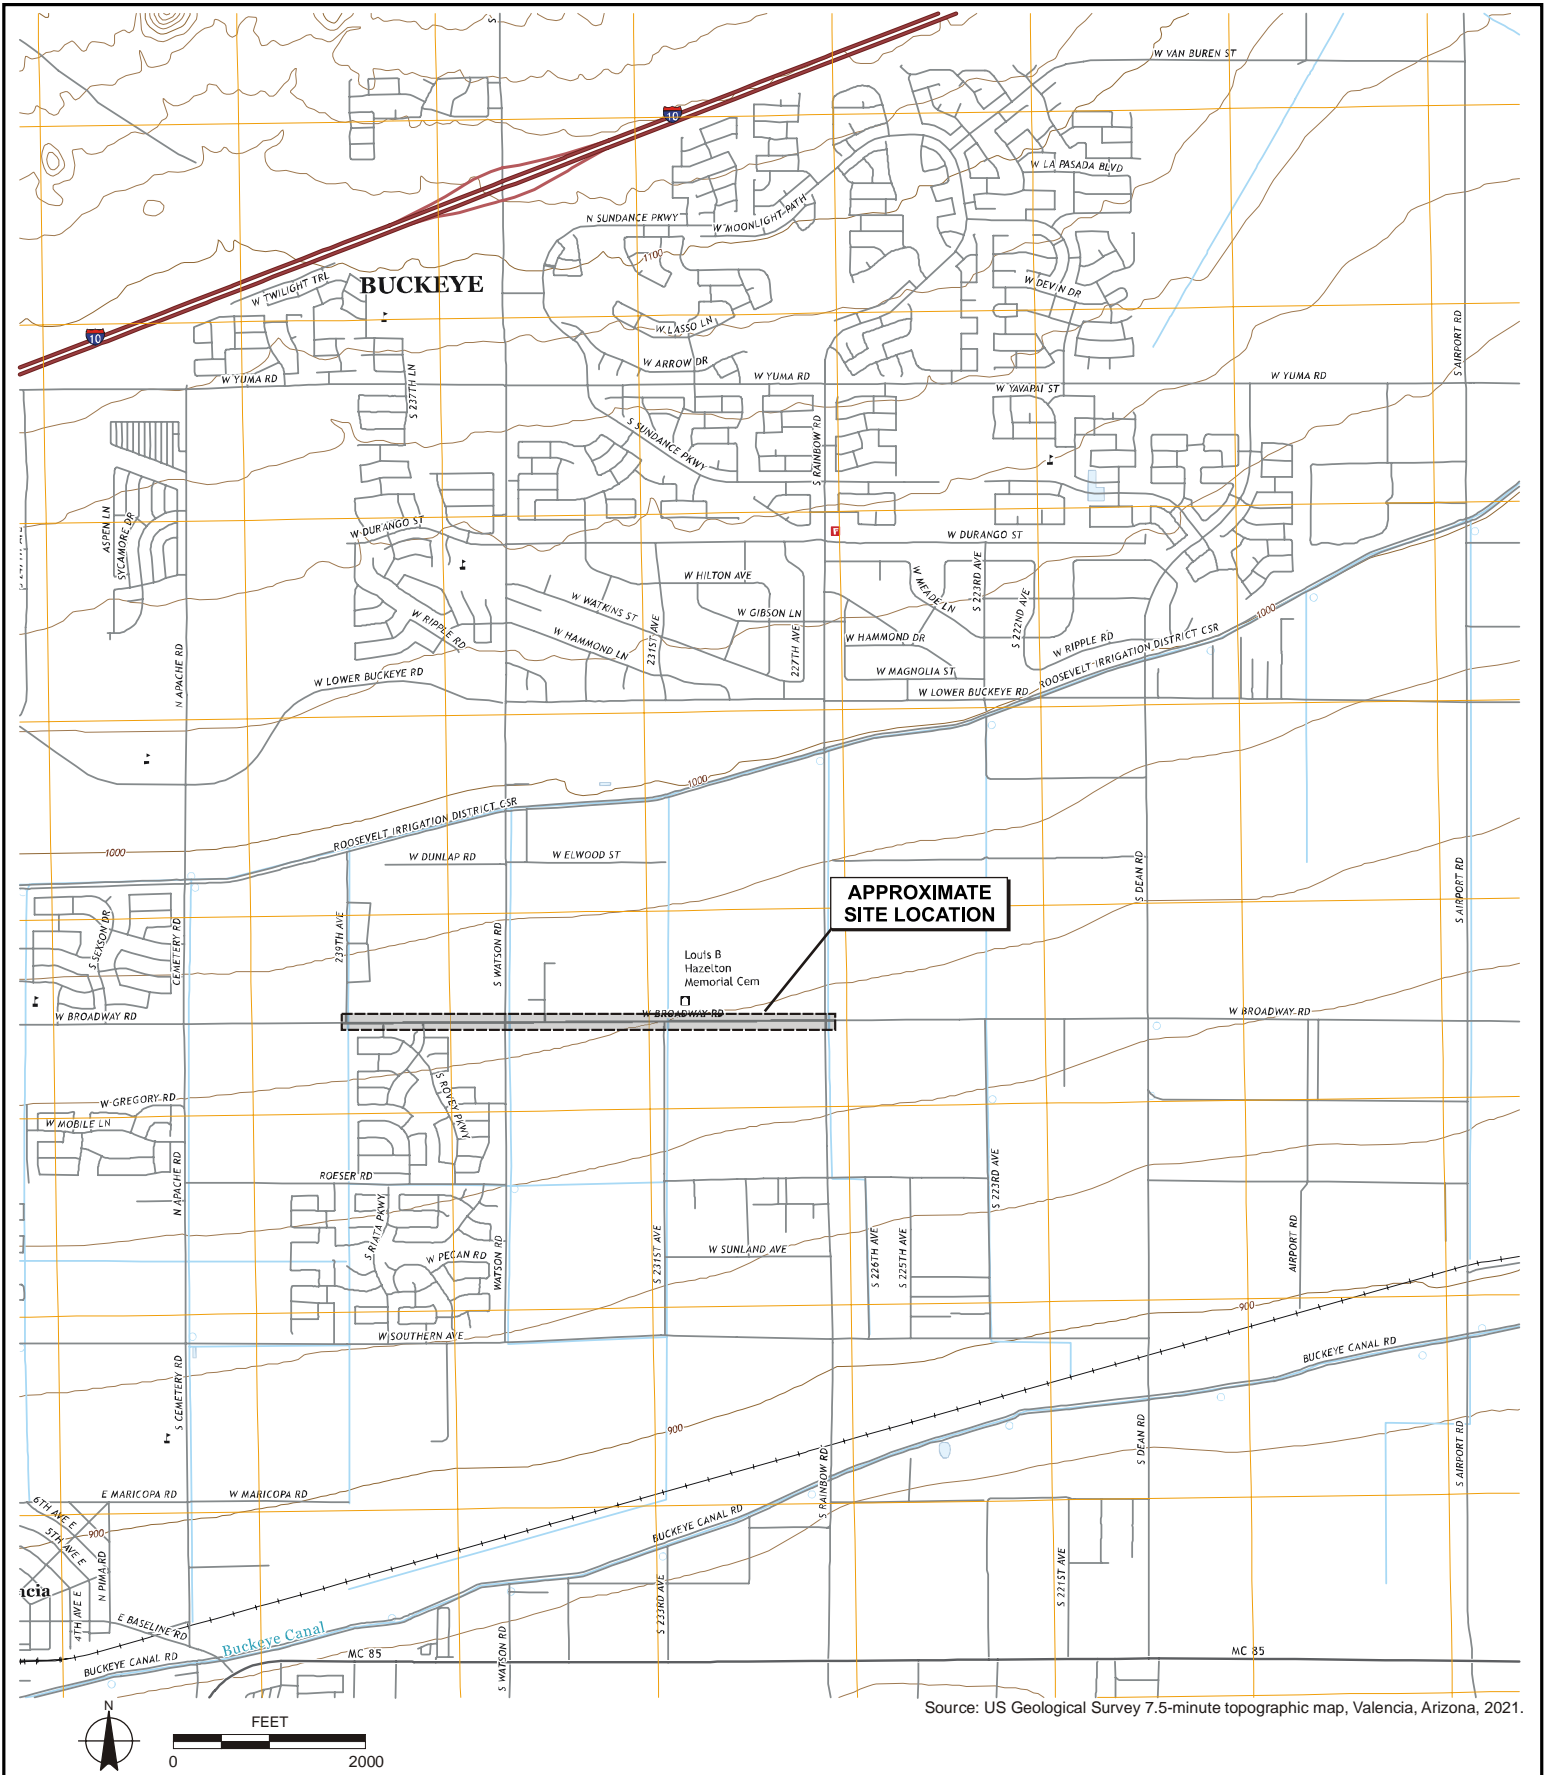 W VAN BUREN ST
10
W LA PASADA BLVD
N SUNDANCE PKWY
W MOONLIGHT PATH
1100
W TWILIGHT TRL
BUCKEYE
W DEVIN DR
W LASSO LN
10
S AIRPORT RD
W ARROW DR
W YUMA RD
S 237TH LN
W YUMA RD
W YAVAPAI ST
W YUMA RD
S SUNDANCE PKWY
S RAINBOW RD
ASPEN LN
SYCAMORE DR
W DURANGO ST
F
W DURANGO ST
W HILTON AVE
W MEADE LN
S 223RD AVE
W WATKINS ST
W GIBSON LN
S 222ND AVE
1000
W RIPPLE RD
W HAMMOND LN
231ST AVE
227TH AVE
W HAMMOND DR
W RIPPLE RD
ROOSEVELT IRRIGATION DISTRICT CSR
N APACHE RD
W LOWER BUCKEYE RD
W MAGNOLIA ST
W LOWER BUCKEYE RD
1000
ROOSEVELT IRRIGATION DISTRICT CSR
1000
W DUNLAP RD
W ELWOOD ST
S DEAN RD
S AIRPORT RD
APPROXIMATE
SITE LOCATION
S SEXSON DR
CEMETERY RD
239TH AVE
S WATSON RD
Louis B
Hazelton
Memorial Cem
W BROADWAY RD
W BROADWAY RD
W BROADWAY RD
S ROVEY PKWY
W GREGORY RD
W MOBILE LN
N APACHE RD
ROESER RD
S 223RD AVE
S RIATA PKWY
W PECAN RD
WATSON RD
S 231ST AVE
W SUNLAND AVE
S 226TH AVE
S 225TH AVE
AIRPORT RD
900
W SOUTHERN AVE
BUCKEYE CANAL RD
S CEMETERY RD
900
S DEAN RD
S AIRPORT RD
S RAINBOW RD
E MARICOPA RD
W MARICOPA RD
6TH AVE E
5TH AVE E
900
BUCKEYE CANAL RD
N PIMA RD
ncia
4TH AVE E
S 233RD AVE
S 221ST AVE
E BASELINE RD
Buckeye Canal
BUCKEYE CANAL RD
MC 85
S WATSON RD
MC 85
Source: US Geological Survey 7.5-minute topographic map, Valencia, Arizona, 2021.
N
FEET
0
2000